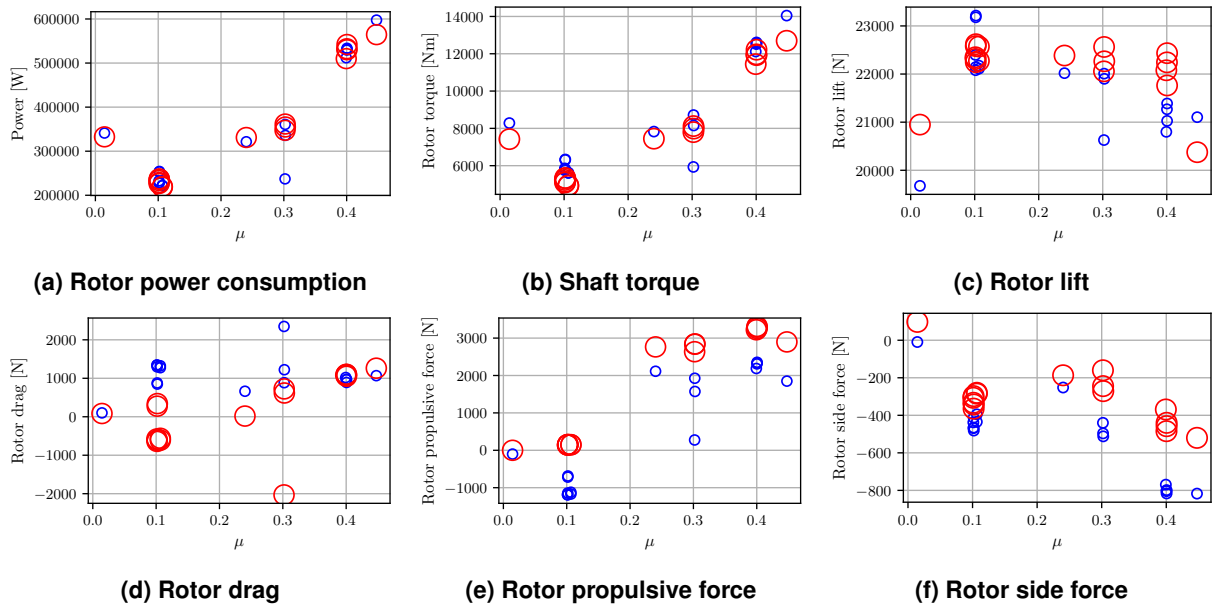 600000
500000
400000
300000
200000
Power [W]
0.0 0.1 0.2 0.3 0.4
μ
(a) Rotor power consumption
14000
12000
10000
8000
6000
Rotor torque [Nm]
0.0 0.1 0.2 0.3 0.4
μ
(b) Shaft torque
23000
22000
21000
20000
Rotor lift [N]
0.0 0.1 0.2 0.3 0.4
μ
(c) Rotor lift
2000
1000
0
−1000
−2000
Rotor drag [N]
0.0 0.1 0.2 0.3 0.4
μ
(d) Rotor drag
3000
2000
1000
0
−1000
Rotor propulsive force [N]
0.0 0.1 0.2 0.3 0.4
μ
(e) Rotor propulsive force
0
−200
−400
−600
−800
Rotor side force [N]
0.0 0.1 0.2 0.3 0.4
μ
(f) Rotor side force